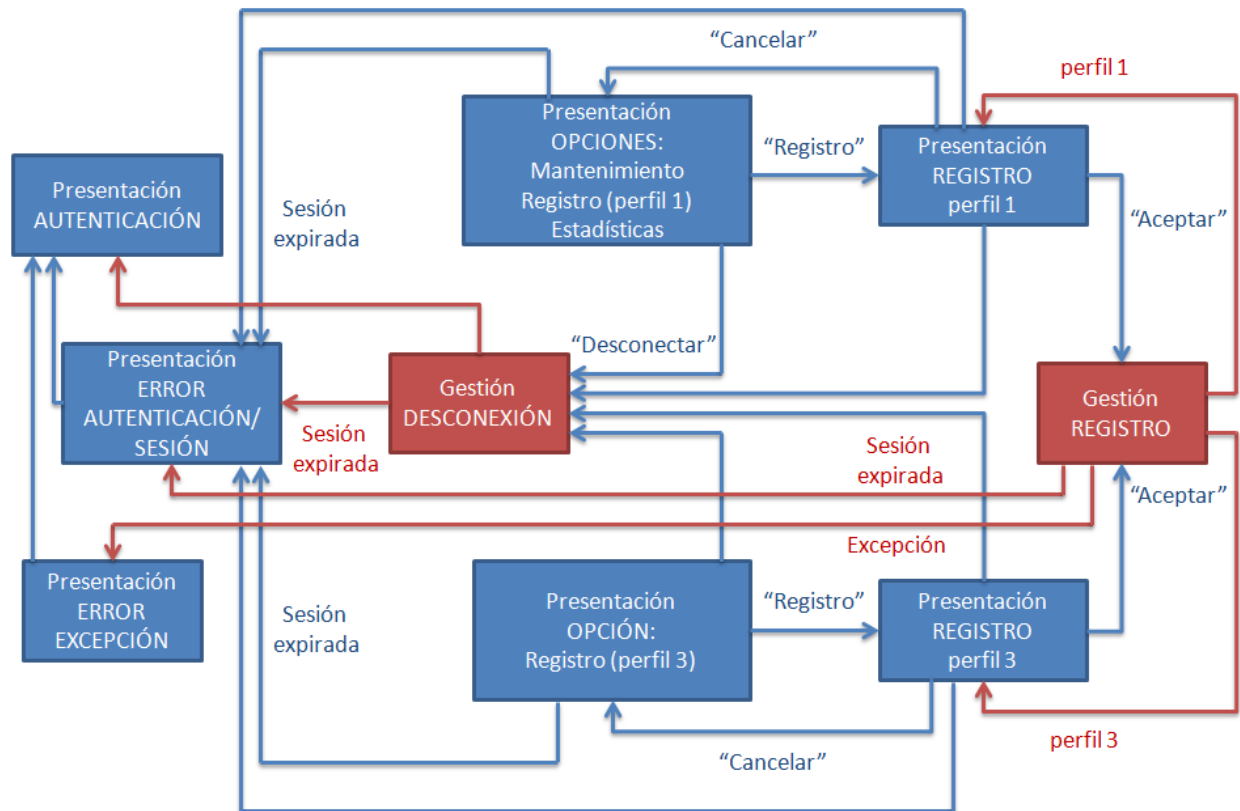 “Cancelar”
perfil 1
Presentación
OPCIONES:
Mantenimiento
Registro (perfil 1)
Estadísticas
“Registro”
Presentación
REGISTRO
perfil 1
Presentación
AUTENTICACIÓN
Sesión
expirada
“Aceptar”
“Desconectar”
Presentación
ERROR
AUTENTICACIÓN/
SESIÓN
Gestión
DESCONEXIÓN
Gestión
REGISTRO
Sesión
expirada
Sesión
expirada
“Aceptar”
Excepción
Presentación
ERROR
EXCEPCIÓN
Sesión
expirada
Presentación
OPCIÓN:
Registro (perfil 3)
“Registro”
Presentación
REGISTRO
perfil 3
“Cancelar”
perfil 3